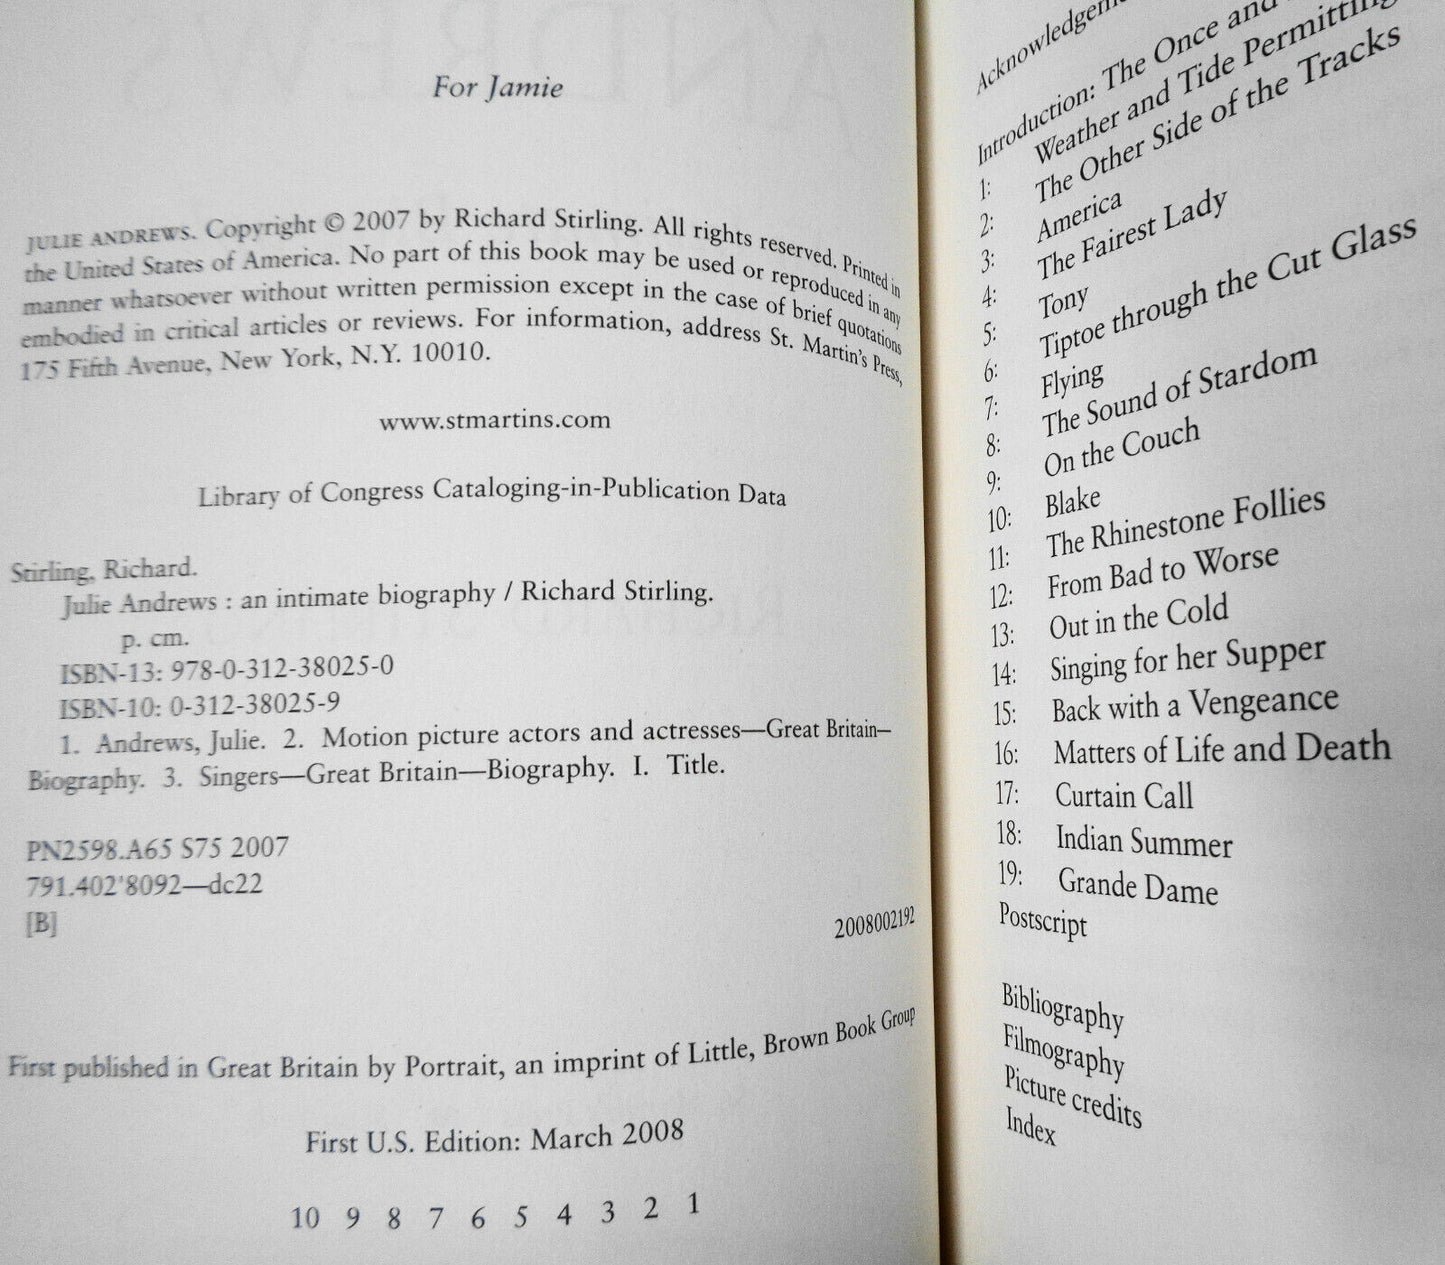 For Jamie
JULIE ANDREWS. Copyright © 2007 by Richard Stirling. All rights reserved. Printed in
the United States of America. No part of this book may be used or reproduced in any
manner whatsoever without written permission except in the case of brief quotations
embodied in critical articles or reviews. For information, address St. Martin's Press,
175 Fifth Avenue, New York, N.Y. 10010.
www.stmartins.com
Library of Congress Cataloging-in-Publication Data
Stirling, Richard.
Julie Andrews : an intimate biography / Richard Stirling.
p. cm.
ISBN-13: 978-0-312-38025-0
ISBN-10: 0-312-38025-9
1. Andrews, Julie. 2. Motion picture actors and actresses—Great Britain—
Biography. 3. Singers—Great Britain—Biography. I. Title.
PN2598.A65 S75 2007
791.402'8092—dc22
[B]
2008002192
First published in Great Britain by Portrait, an imprint of Little, Brown Book Group
First U.S. Edition: March 2008
10 9 8 7 6 5 4 3 2 1
Acknowledgeme
Introduction: The Once and
1: Weather and Tide Permitting
2: The Other Side of the Tracks
3: America
4: The Fairest Lady
5: Tony
6: Tiptoe through the Cut Glass
7: Flying
8: The Sound of Stardom
9: On the Couch
10: Blake
11: The Rhinestone Follies
12: From Bad to Worse
13: Out in the Cold
14: Singing for her Supper
15: Back with a Vengeance
16: Matters of Life and Death
17: Curtain Call
18: Indian Summer
19: Grande Dame
Postscript
Bibliography
Filmography
Picture credits
Index